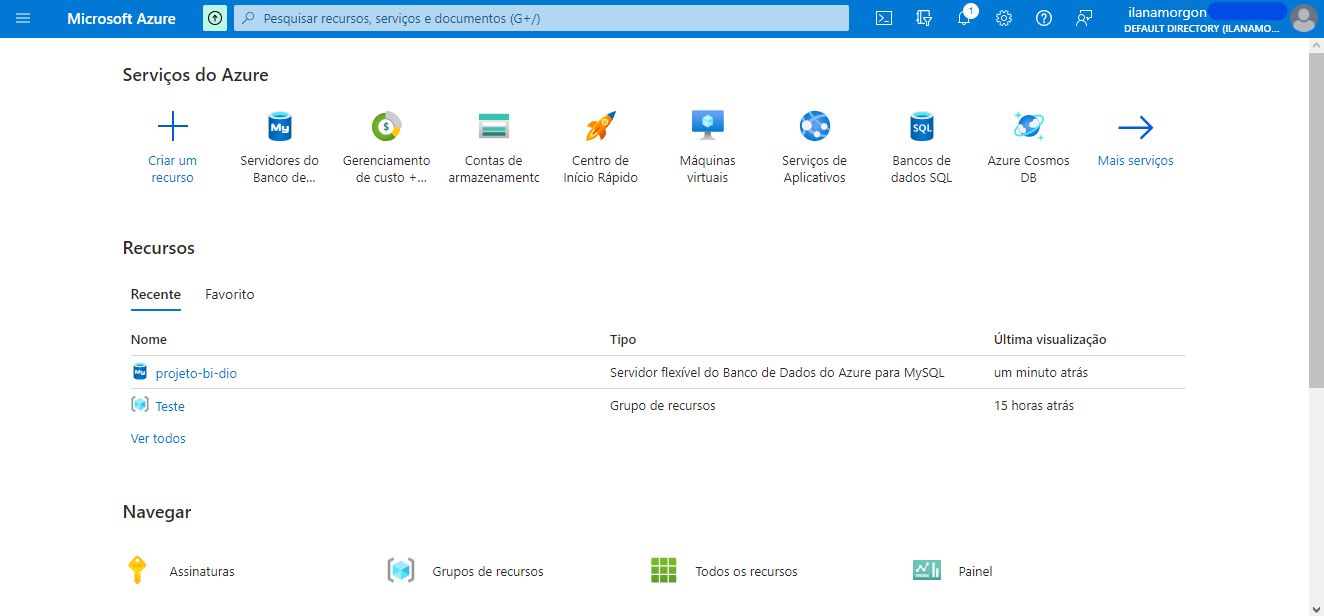 Microsoft Azure
Pesquisar recursos, serviços e documentos (G+/)
1
ilanamorgon
DEFAULT DIRECTORY (ILANAMO...
Serviços do Azure
Criar um
recurso
Servidores do
Banco de...
Gerenciamento
de custo +...
Contas de
armazenamento
Centro de
Início Rápido
Máquinas
virtuais
Serviços de
Aplicativos
Bancos de
dados SQL
Azure Cosmos
DB
Mais serviços
My
$
SQL
Recursos
Recente Favorito
Nome Tipo Última visualização
My projeto-bi-dio Servidor flexível do Banco de Dados do Azure para MySQL um minuto atrás
Teste Grupo de recursos 15 horas atrás
Ver todos
Navegar
Assinaturas Grupos de recursos Todos os recursos Painel